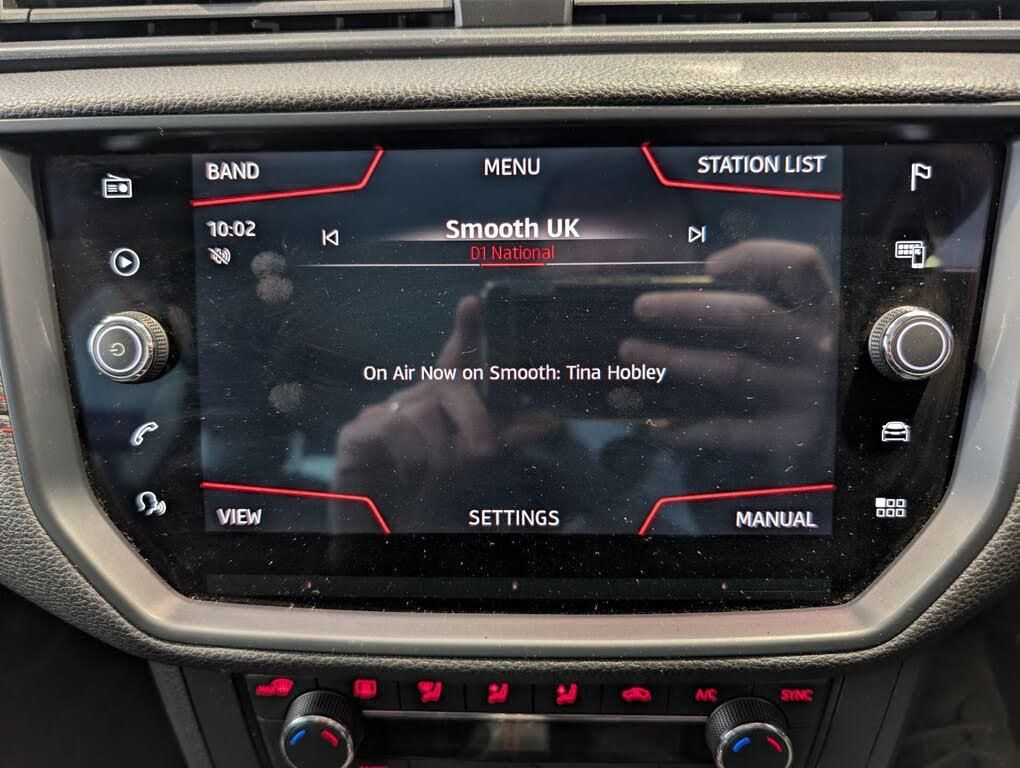 BAND
MENU
STATION LIST
10:02
Smooth UK
D1 National
On Air Now on Smooth: Tina Hobley
VIEW
SETTINGS
MANUAL
MAX
A/C
SYNC